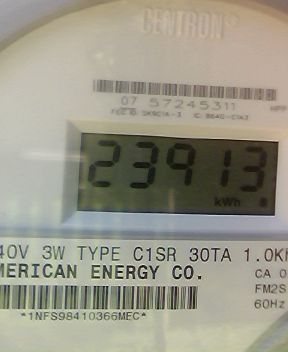 CENTRON®
07 57245311
23913
kWh
40V 3W TYPE C1SR 30TA 1.0K
MERICAN ENERGY CO.
CA 0
FM2S
60Hz
*1NFS98410366MEC*